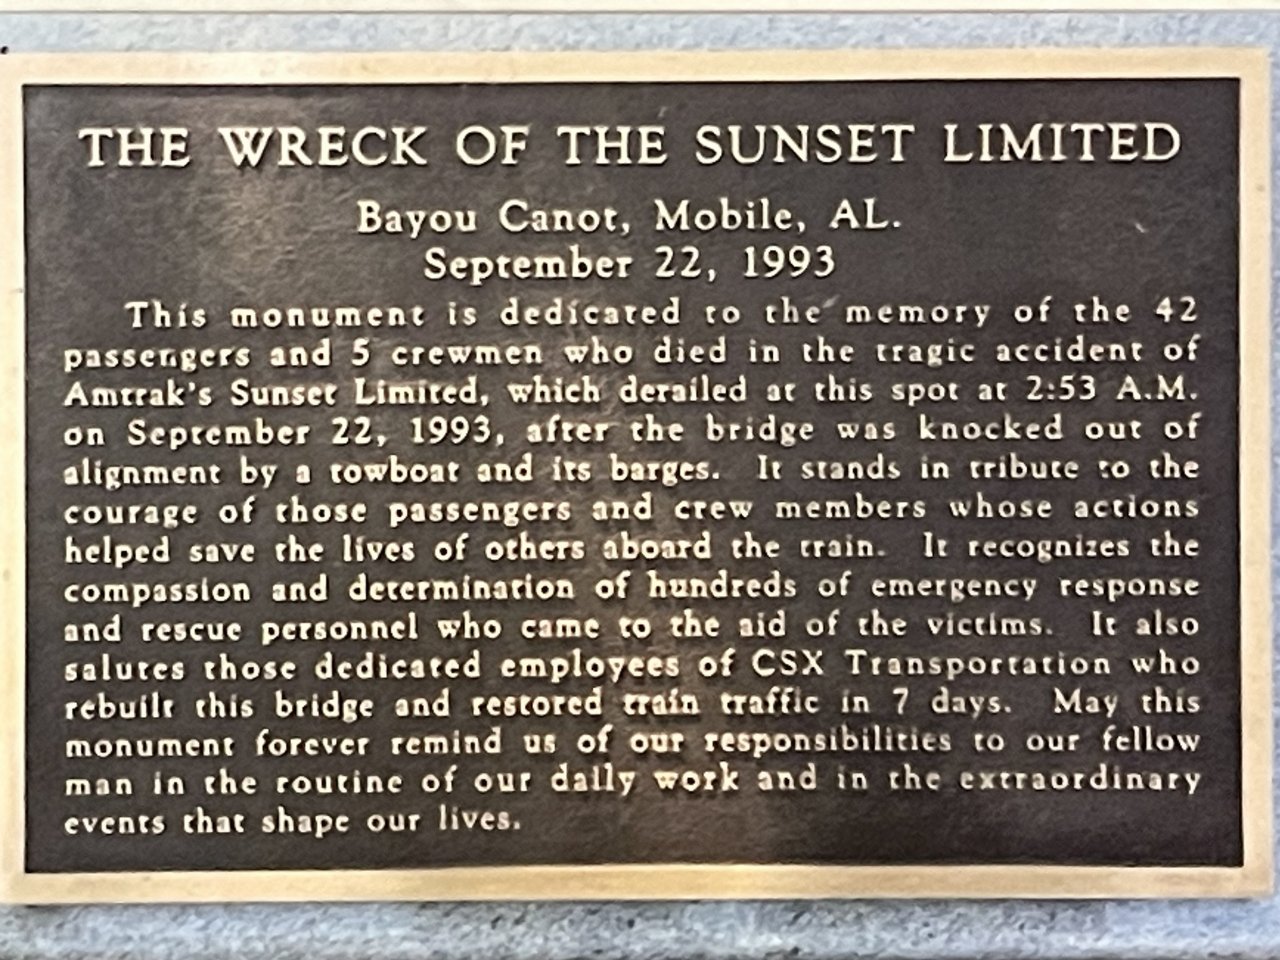 THE WRECK OF THE SUNSET LIMITED
Bayou Canot, Mobile, AL.
September 22, 1993
This monument is dedicated to the memory of the 42
passengers and 5 crewmen who died in the tragic accident of
Amtrak's Sunset Limited, which derailed at this spot at 2:53 A.M.
on September 22, 1993, after the bridge was knocked out of
alignment by a towboat and its barges. It stands in tribute to the
courage of those passengers and crew members whose actions
helped save the lives of others aboard the train. It recognizes the
compassion and determination of hundreds of emergency response
and rescue personnel who came to the aid of the victims. It also
salutes those dedicated employees of CSX Transportation who
rebuilt this bridge and restored train traffic in 7 days. May this
monument forever remind us of our responsibilities to our fellow
man in the routine of our daily work and in the extraordinary
events that shape our lives.